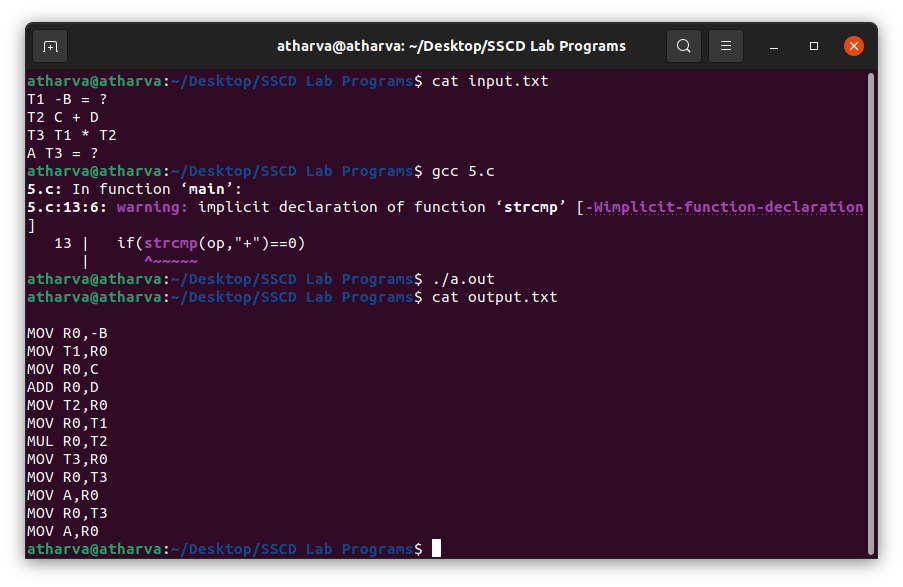 atharva@atharva: ~/Desktop/SSCD Lab Programs
atharva@atharva:~/Desktop/SSCD Lab Programs$ cat input.txt
T1 -B = ?
T2 C + D
T3 T1 * T2
A T3 = ?
atharva@atharva:~/Desktop/SSCD Lab Programs$ gcc 5.c
5.c: In function ‘main’:
5.c:13:6: warning: implicit declaration of function ‘strcmp’ [-Wimplicit-function-declaration
]
   13 |   if(strcmp(op,"+")==0)
      |      ^~~~~~
atharva@atharva:~/Desktop/SSCD Lab Programs$ ./a.out
atharva@atharva:~/Desktop/SSCD Lab Programs$ cat output.txt

MOV R0,-B
MOV T1,R0
MOV R0,C
ADD R0,D
MOV T2,R0
MOV R0,T1
MUL R0,T2
MOV T3,R0
MOV R0,T3
MOV A,R0
MOV R0,T3
MOV A,R0
atharva@atharva:~/Desktop/SSCD Lab Programs$